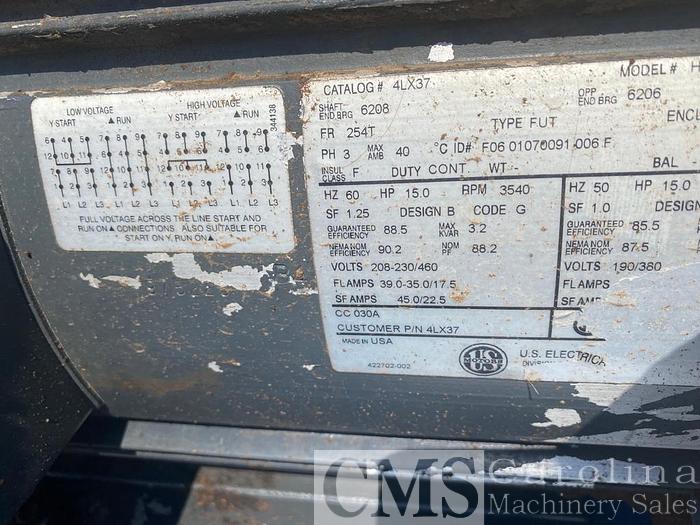 LOW VOLTAGE HIGH VOLTAGE
Y START ▲ RUN Y START ▲ RUN
344138
L1 L2 L3 L1 L2 L3 L1 L2 L3 L1 L2 L3
FULL VOLTAGE ACROSS THE LINE START AND
RUN ON ▲ CONNECTIONS. ALSO SUITABLE FOR
START ON Y, RUN ON ▲
CATALOG # 4LX37 MODEL # H
SHAFT END BRG 6208 OPP END BRG 6206
FR 254T TYPE FUT ENCL
PH 3 MAX AMB 40 °C ID# F06 01070091 006 F
INSUL CLASS F DUTY CONT. WT - BAL
HZ 60 HP 15.0 RPM 3540 HZ 50 HP 15.0
SF 1.25 DESIGN B CODE G SF 1.0 DESIGN
GUARANTEED EFFICIENCY 88.5 MAX KVAR 3.2 GUARANTEED EFFICIENCY 85.5
NEMA NOM EFFICIENCY 90.2 NOM PF 88.2 NEMA NOM EFFICIENCY 87.5
VOLTS 208-230/460 VOLTS 190/380
FL AMPS 39.0-35.0/17.5 FL AMPS
SF AMPS 45.0/22.5 SF AMPS
CC 030A
CUSTOMER P/N 4LX37
MADE IN USA
US MOTORS
U.S. ELECTRIC
422702-002
CMS Carolina
Machinery Sales